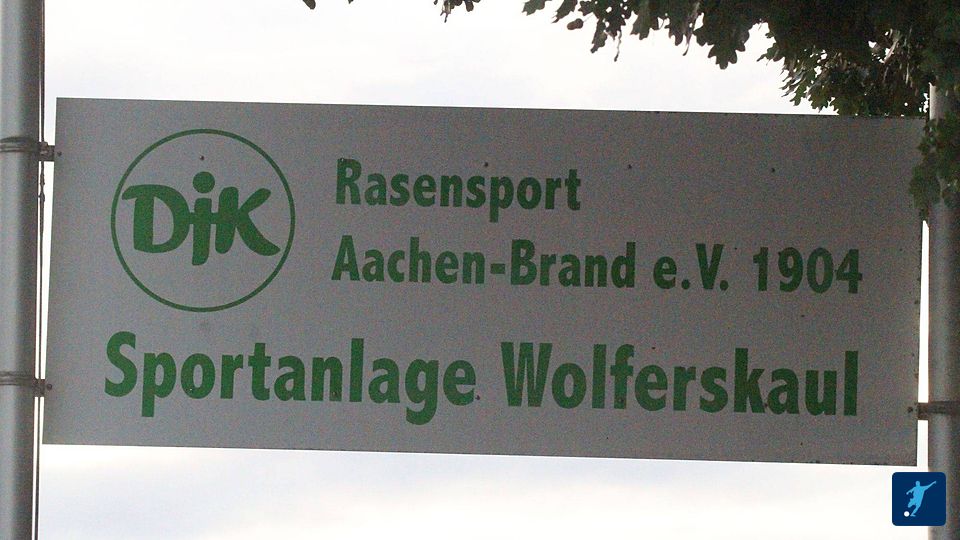 DJK
Rasensport
Aachen-Brand e.V. 1904
Sportanlage Wolferskaul